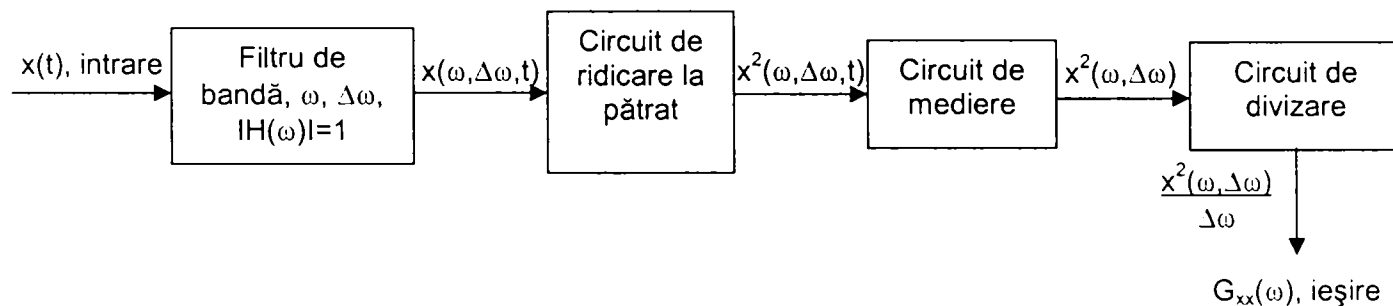 x(t), intrare
Filtru de
bandă, ω, Δω,
IH(ω)I=1
x(ω,Δω,t)
Circuit de
ridicare la
pătrat
x²(ω,Δω,t)
Circuit de
mediere
x²(ω,Δω)
Circuit de
divizare
x²(ω,Δω)
Δω
Gₓₓ(ω), ieşire